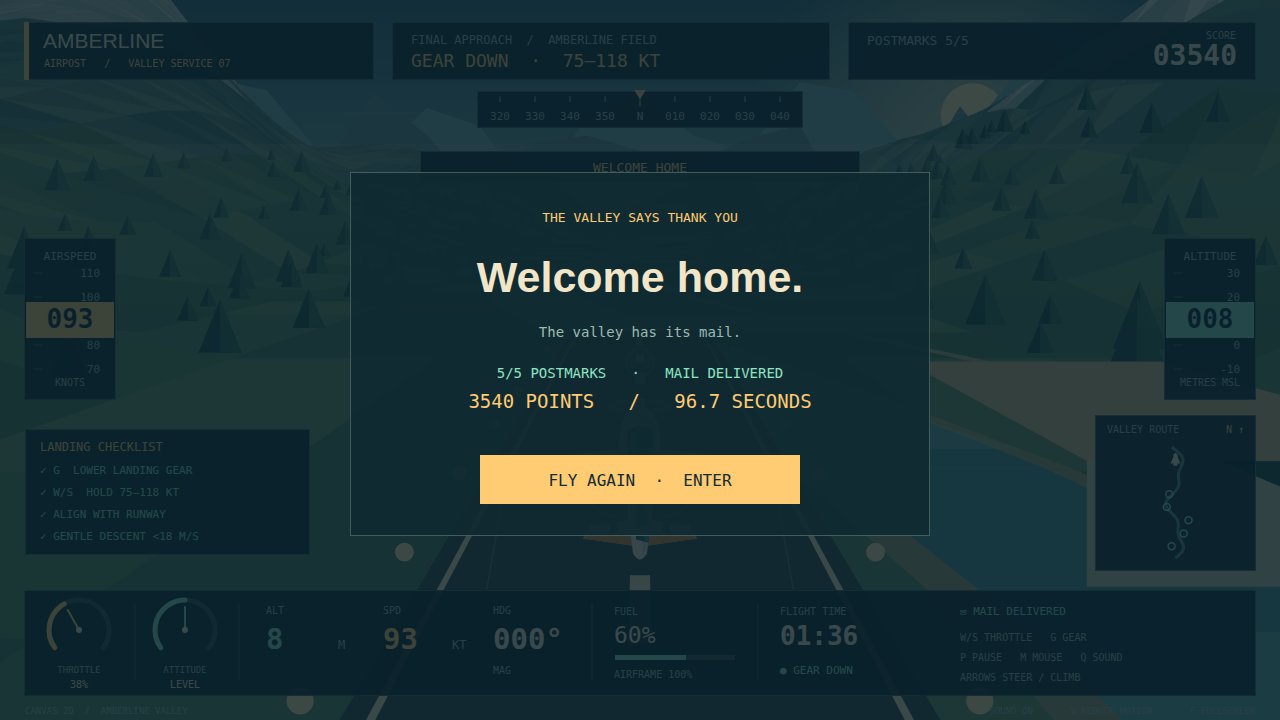 AMBERLINE
AIRPOST / VALLEY SERVICE 07
FINAL APPROACH / AMBERLINE FIELD
GEAR DOWN · 75–118 KT
POSTMARKS 5/5
SCORE
03540
320 330 340 350 N 010 020 030 040
WELCOME HOME
THE VALLEY SAYS THANK YOU
Welcome home.
The valley has its mail.
5/5 POSTMARKS · MAIL DELIVERED
3540 POINTS / 96.7 SECONDS
FLY AGAIN · ENTER
AIRSPEED
110
100
093
80
70
KNOTS
ALTITUDE
30
20
008
0
-10
METRES MSL
LANDING CHECKLIST
✓ G LOWER LANDING GEAR
✓ W/S HOLD 75–118 KT
✓ ALIGN WITH RUNWAY
✓ GENTLE DESCENT <18 M/S
VALLEY ROUTE N ↑
THROTTLE
38%
ATTITUDE
LEVEL
ALT
8 M
SPD
93 KT
HDG
000°
MAG
FUEL
60%
AIRFRAME 100%
FLIGHT TIME
01:36
● GEAR DOWN
✉ MAIL DELIVERED
W/S THROTTLE G GEAR
P PAUSE M MOUSE Q SOUND
ARROWS STEER / CLIMB
CANVAS 2D / AMBERLINE VALLEY